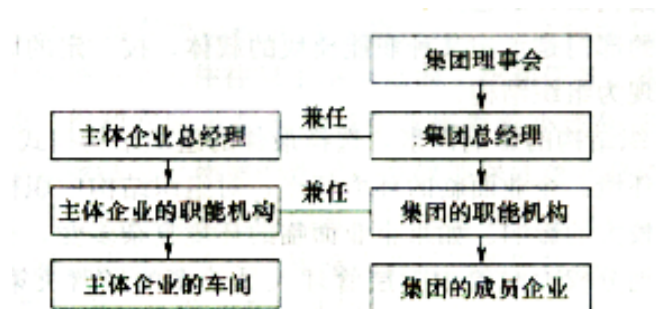 集团理事会
兼任
主体企业总经理
集团总经理
兼任
主体企业的职能机构
集团的职能机构
主体企业的车间
集团的成员企业